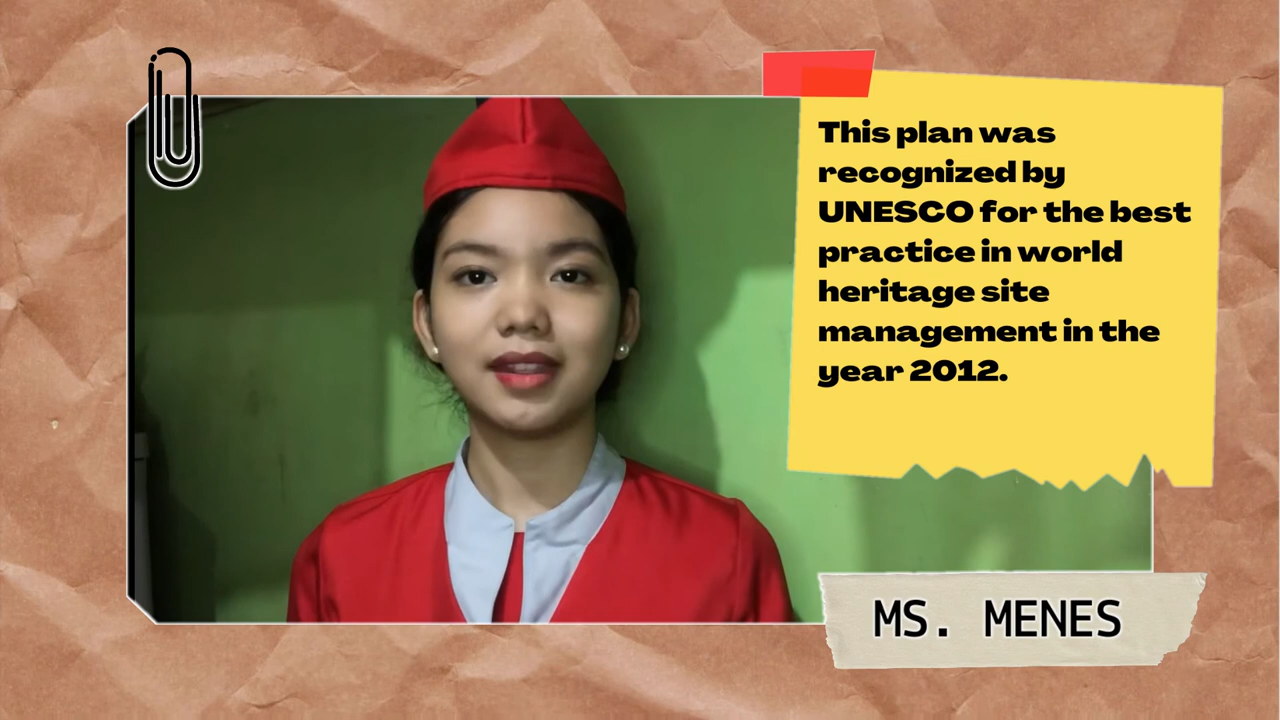 This plan was
recognized by
UNESCO for the best
practice in world
heritage site
management in the
year 2012.
MS. MENES